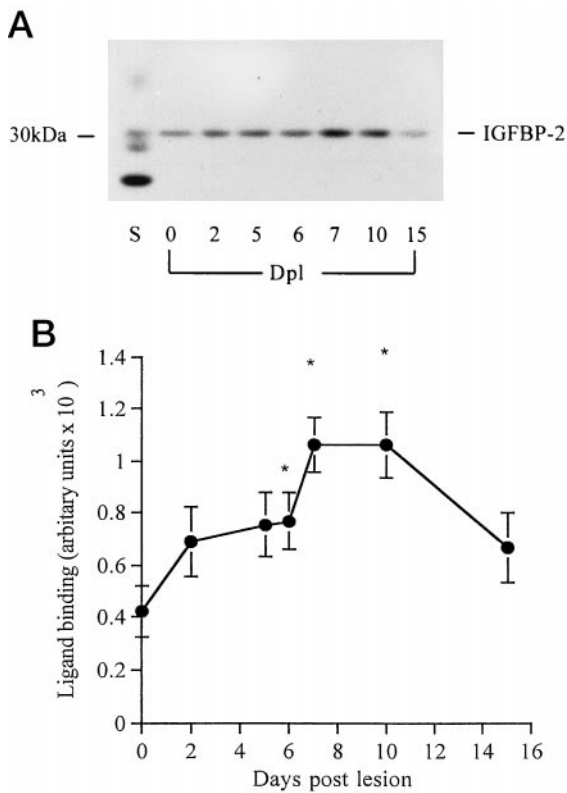 A
30kDa — — IGFBP-2
S 0 2 5 6 7 10 15
Dpl
B
Ligand binding (arbitary units x 10 3 )
1.4
1.2
1
0.8
0.6
0.4
0.2
0
* * *
0 2 4 6 8 10 12 14 16
Days post lesion